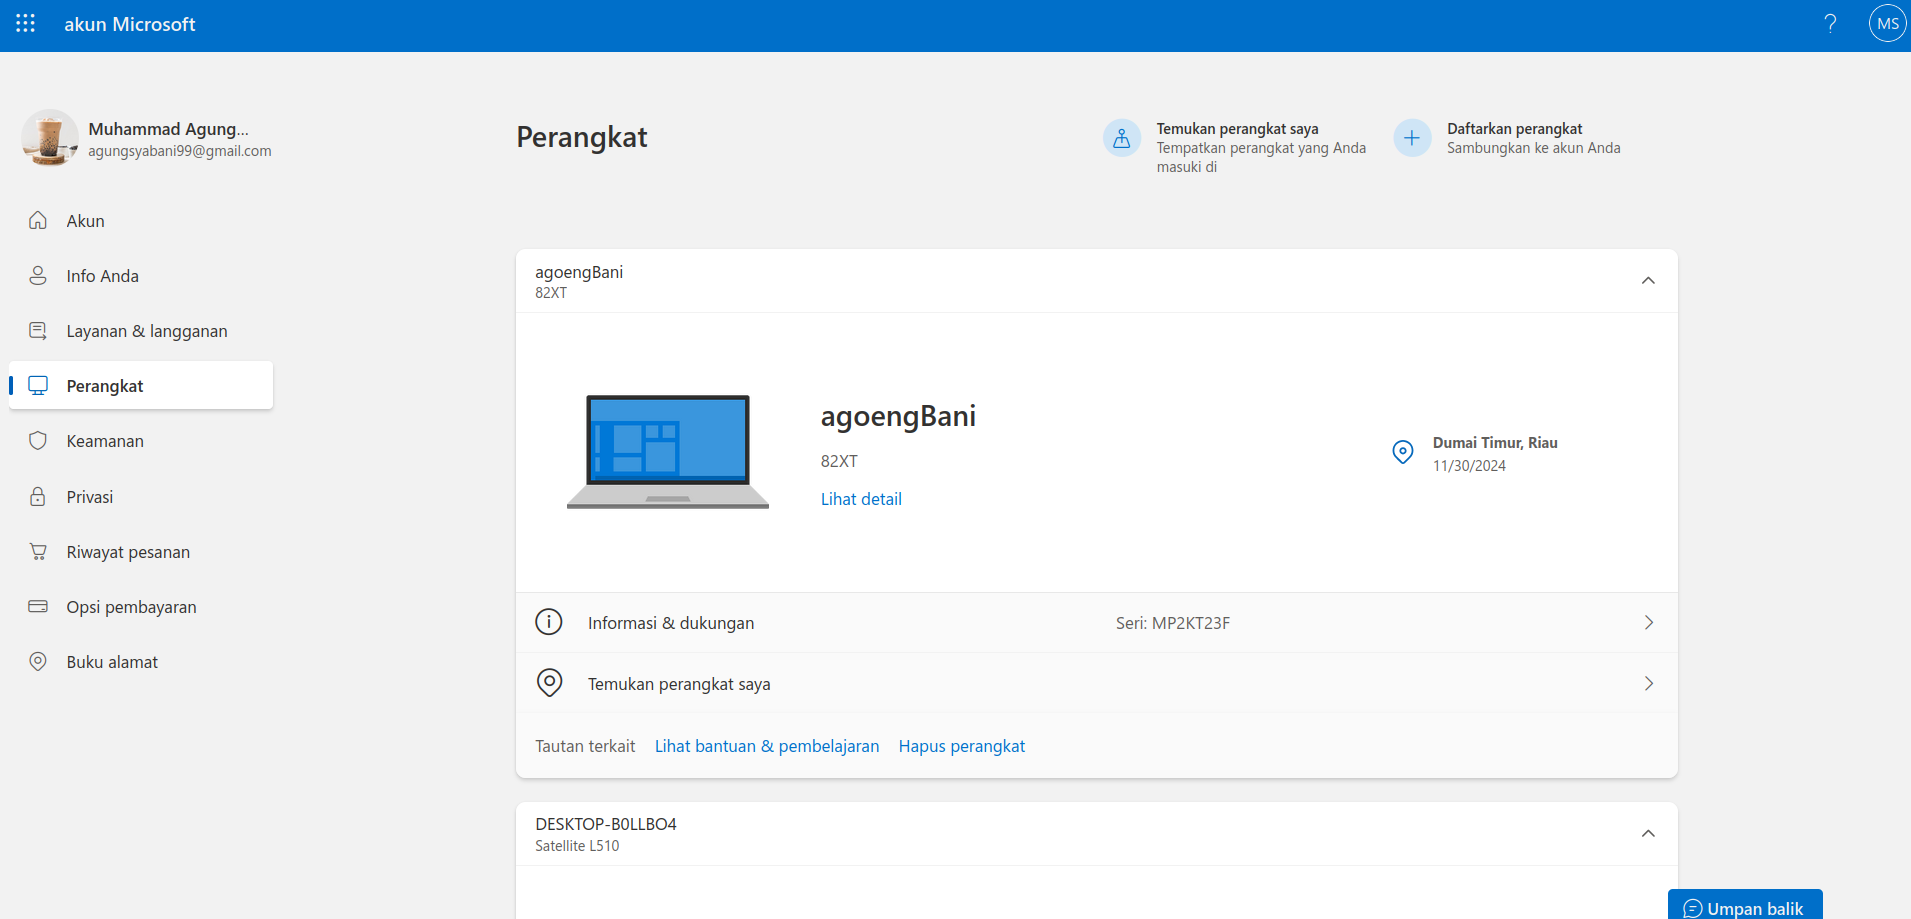 akun Microsoft
?
MS
Muhammad Agung...
agungsyabani99@gmail.com
Akun
Info Anda
Layanan & langganan
Perangkat
Keamanan
Privasi
Riwayat pesanan
Opsi pembayaran
Buku alamat
Perangkat
Temukan perangkat saya
Tempatkan perangkat yang Anda
masuki di
Daftarkan perangkat
Sambungkan ke akun Anda
agoengBani
82XT
agoengBani
82XT
Lihat detail
Dumai Timur, Riau
11/30/2024
Informasi & dukungan
Seri: MP2KT23F
Temukan perangkat saya
Tautan terkait Lihat bantuan & pembelajaran Hapus perangkat
DESKTOP-B0LLBO4
Satellite L510
Umpan balik